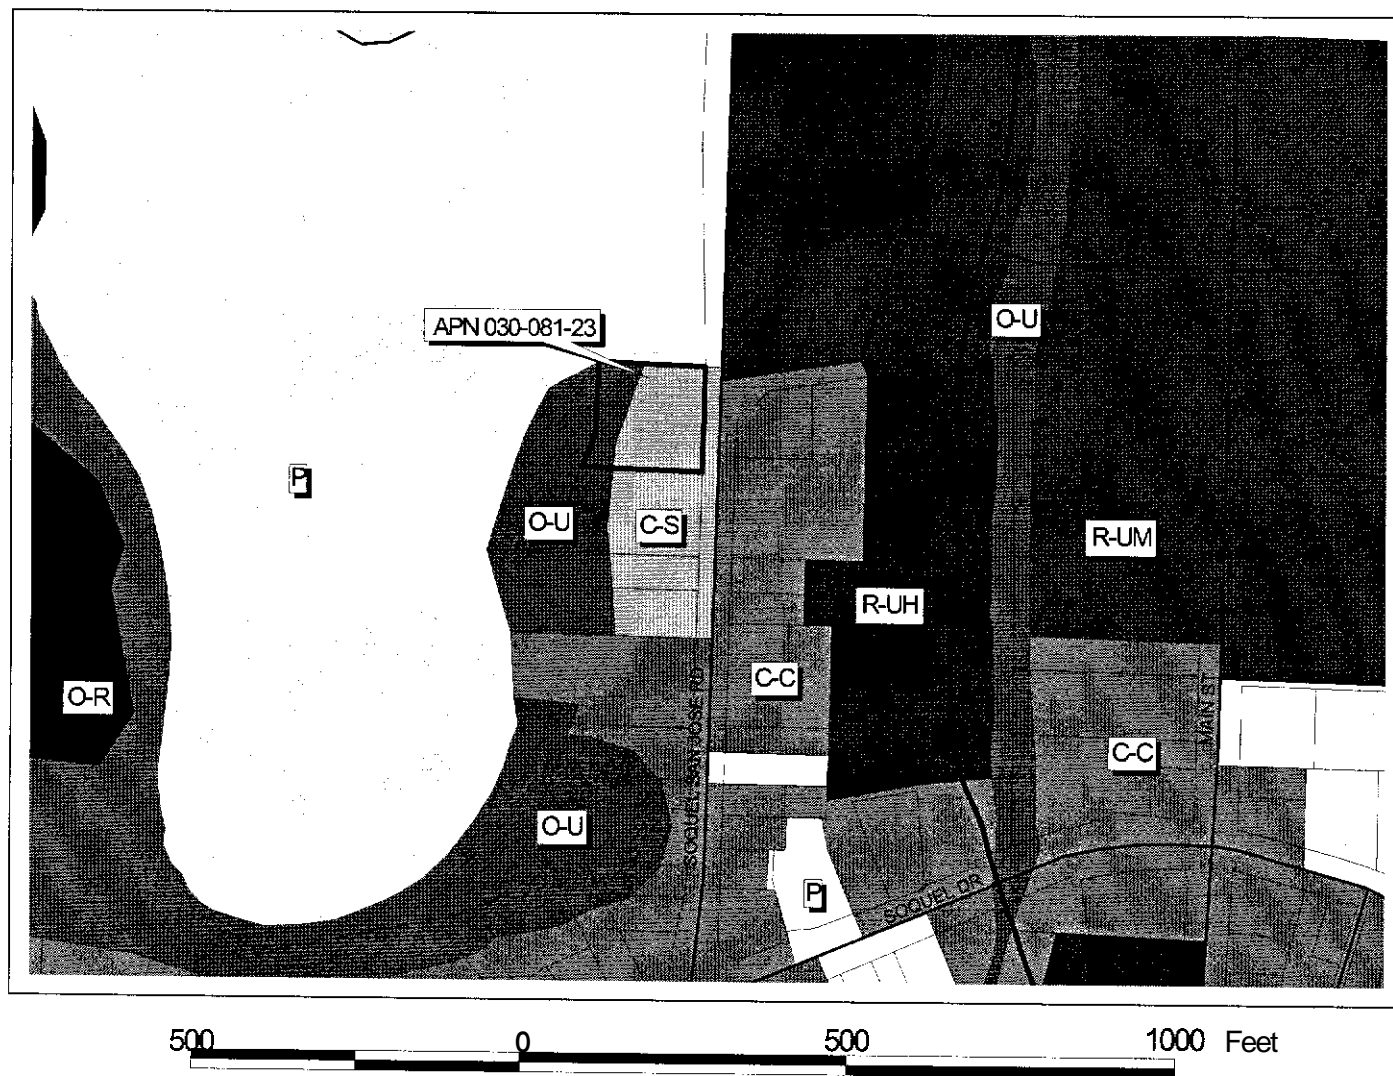 O-U
APN 030-081-23
P
O-U
C-S
R-UM
R-UH
C-C
O-R
SOQUEL SAN JOSE RD
MAIN ST
C-C
O-U
P
SOQUEL DR
500 0 500 1000 Feet